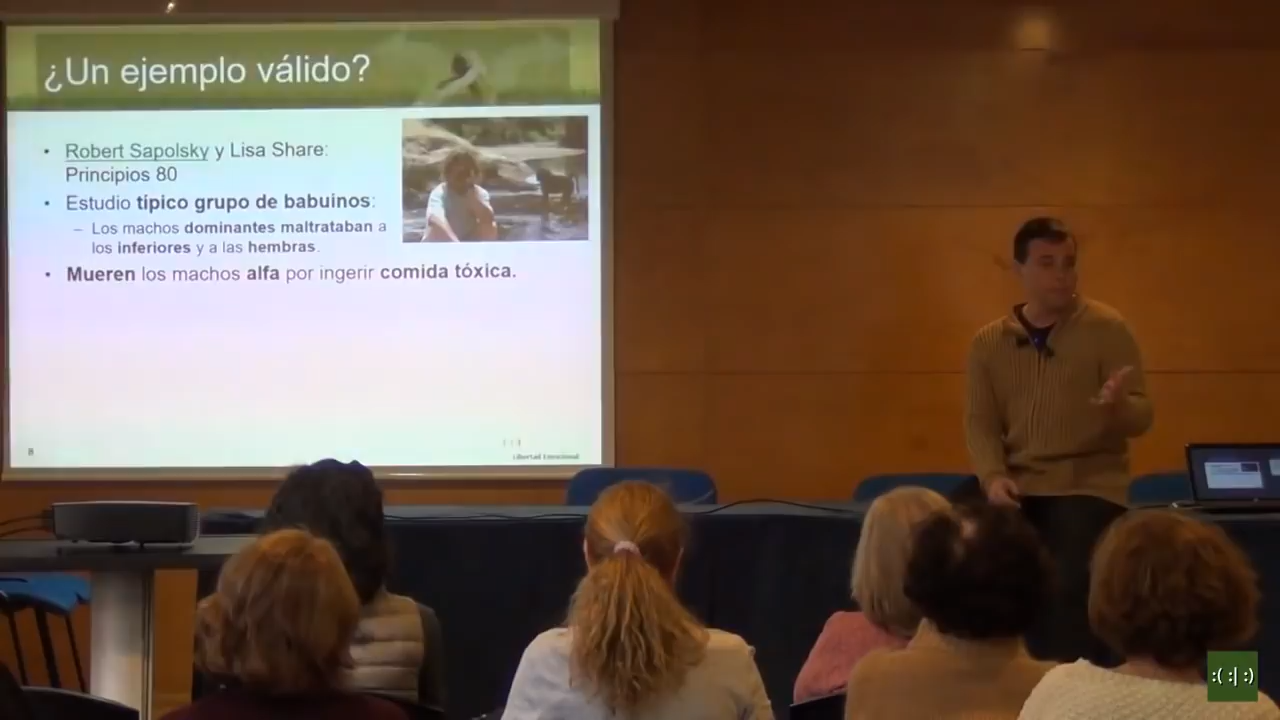 ¿Un ejemplo válido?
• Robert Sapolsky y Lisa Share:
Principios 80
• Estudio típico grupo de babuinos:
– Los machos dominantes maltrataban a
los inferiores y a las hembras.
• Mueren los machos alfa por ingerir comida tóxica.
8
Libertad Emocional
:( :| :)